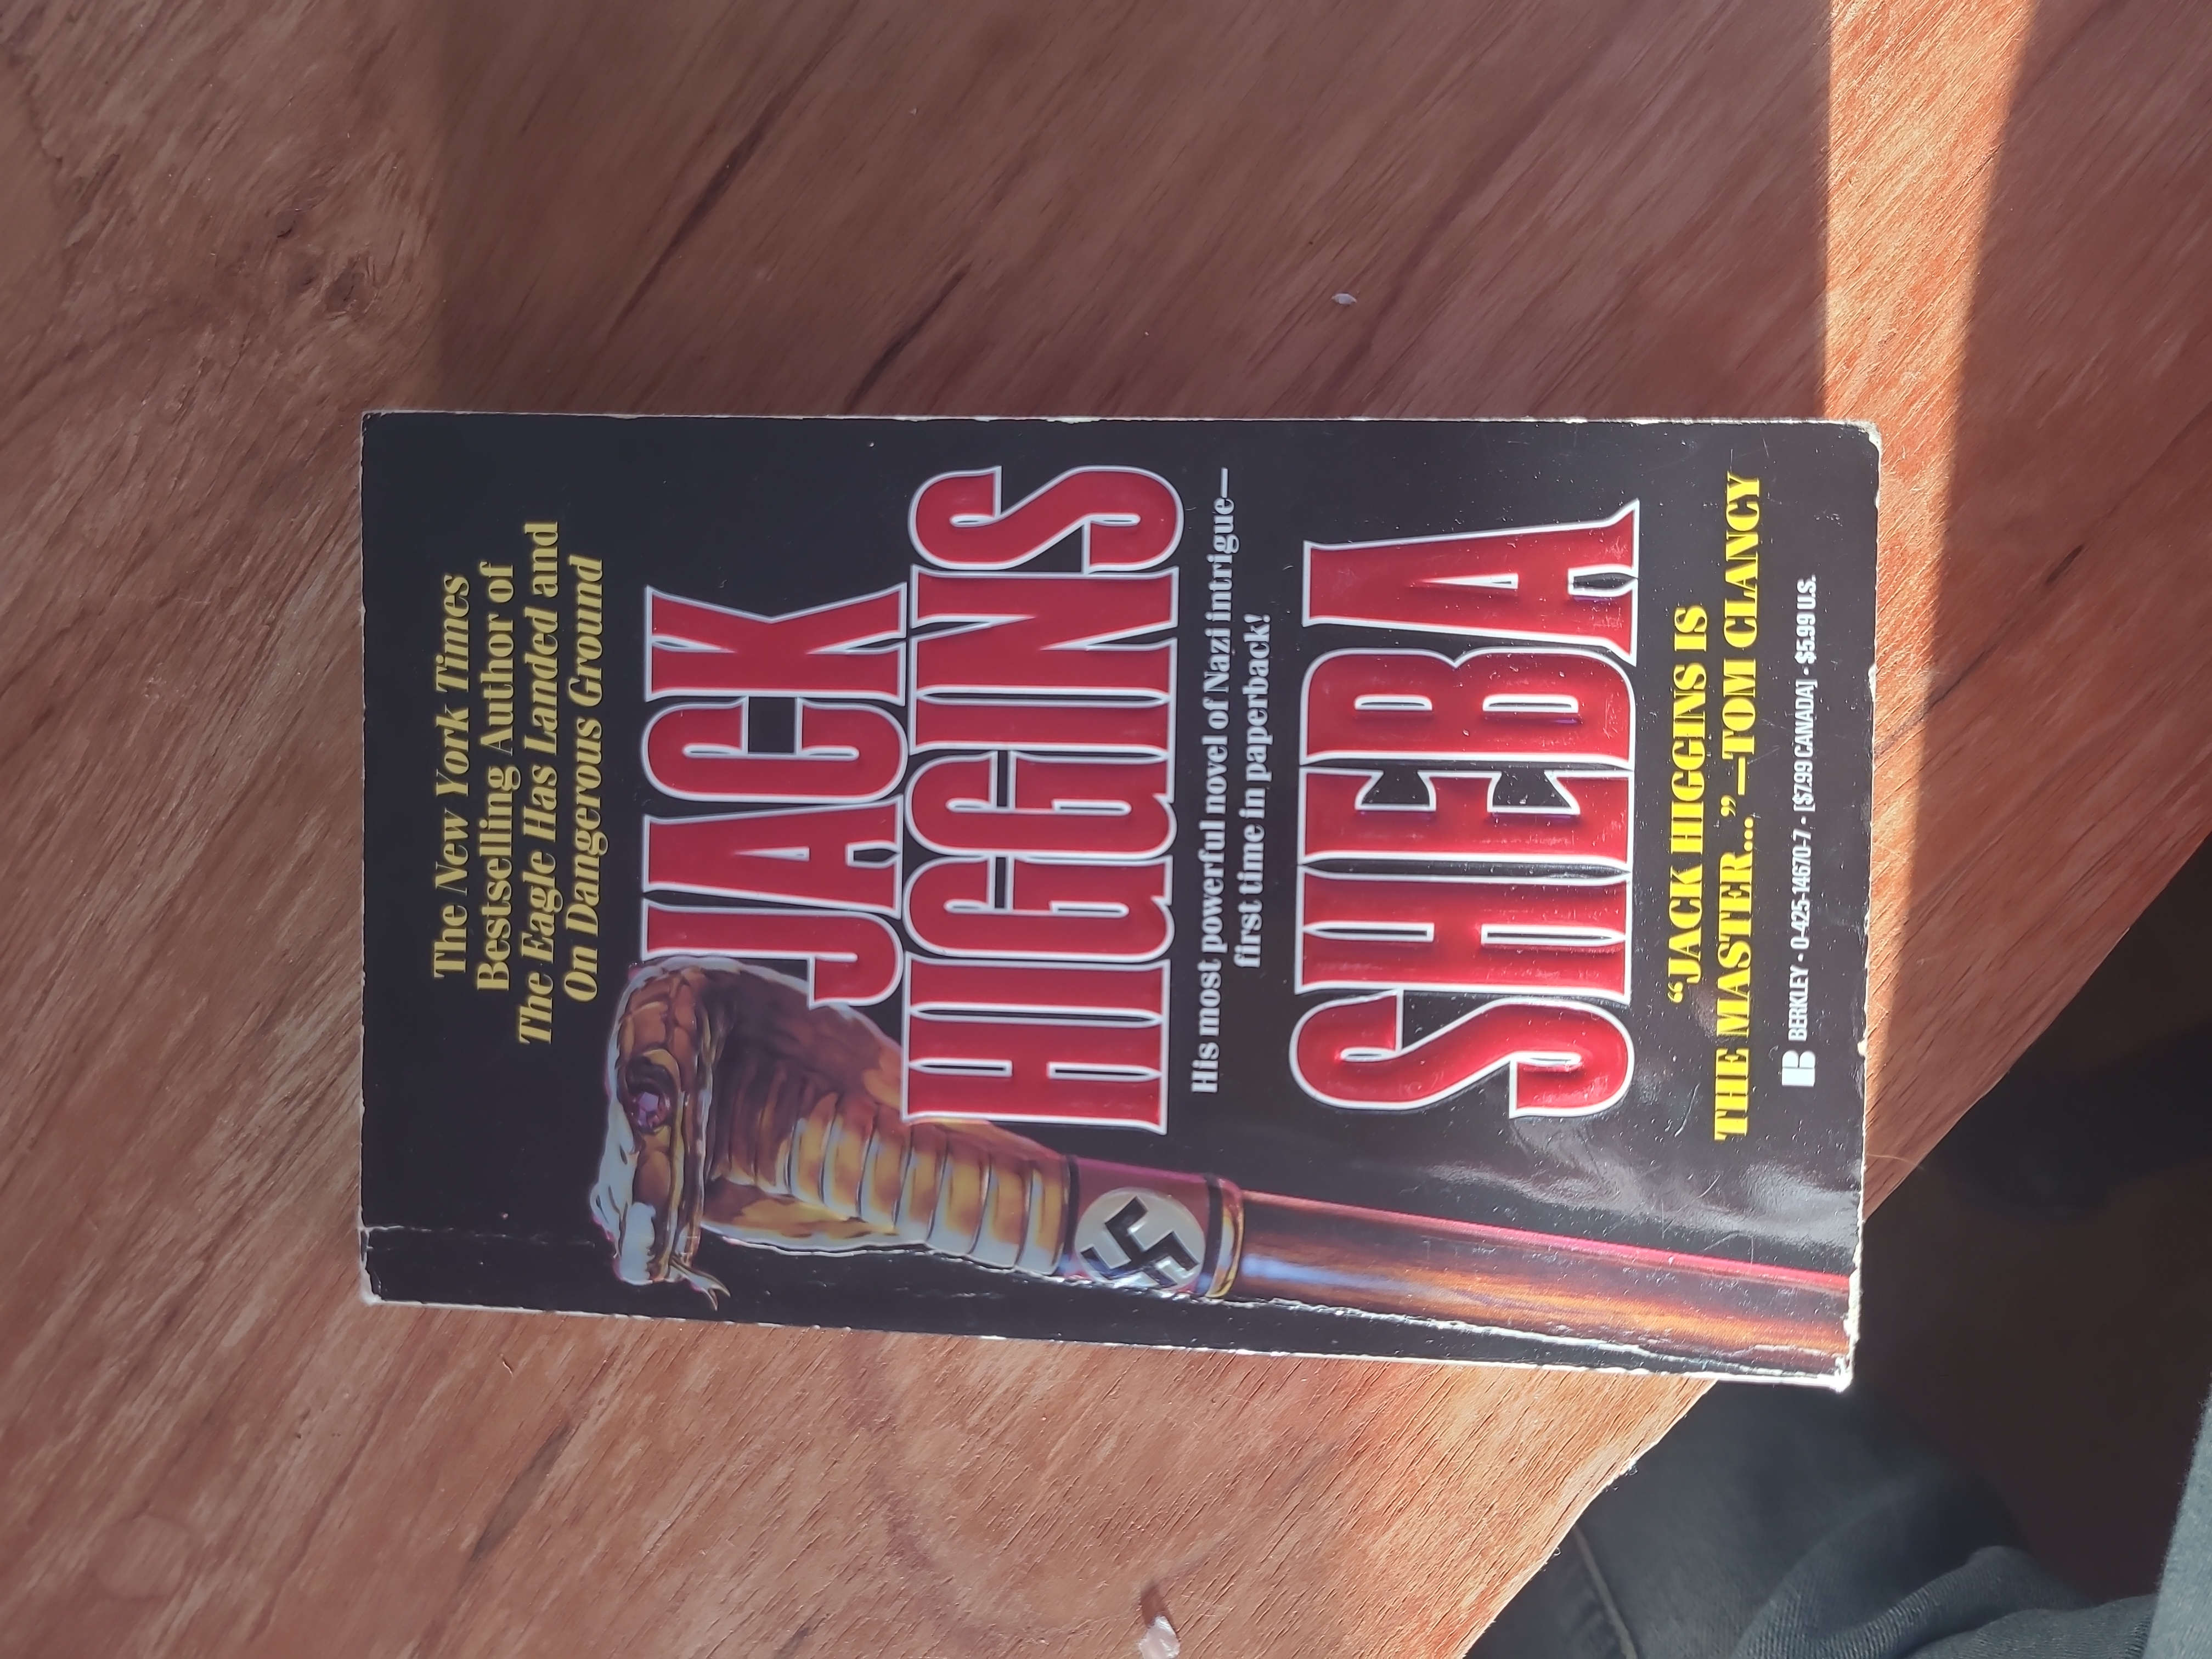 The New York Times
Bestselling Author of
The Eagle Has Landed and
On Dangerous Ground
JACK
HIGGINS
His most powerful novel of Nazi intrigue—
first time in paperback!
SHEBA
“JACK HIGGINS IS
THE MASTER...”—TOM CLANCY
B BERKLEY • 0-425-14670-7 • [$7.99 CANADA] • $5.99 U.S.